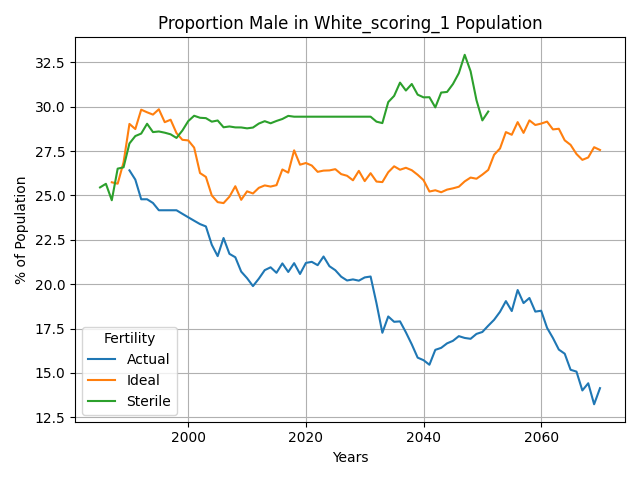 Proportion Male in White_scoring_1 Population
% of Population
32.5
30.0
27.5
25.0
22.5
20.0
17.5
15.0
12.5
Fertility
Actual
Ideal
Sterile
2000
2020
2040
2060
Years